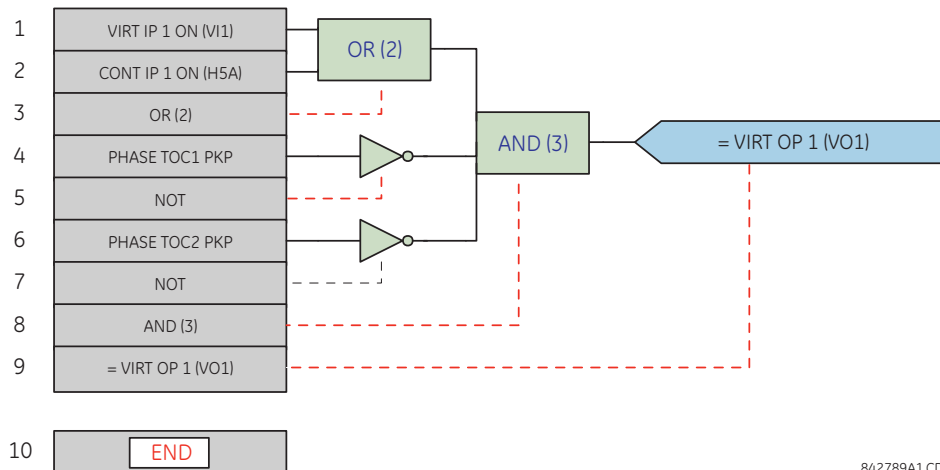 1 VIRT IP 1 ON (VI1)
2 CONT IP 1 ON (H5A)
3 OR (2)
4 PHASE TOC1 PKP
5 NOT
6 PHASE TOC2 PKP
7 NOT
8 AND (3)
9 = VIRT OP 1 (VO1)
10 END
OR (2)
AND (3)
= VIRT OP 1 (VO1)
842789A1.CD